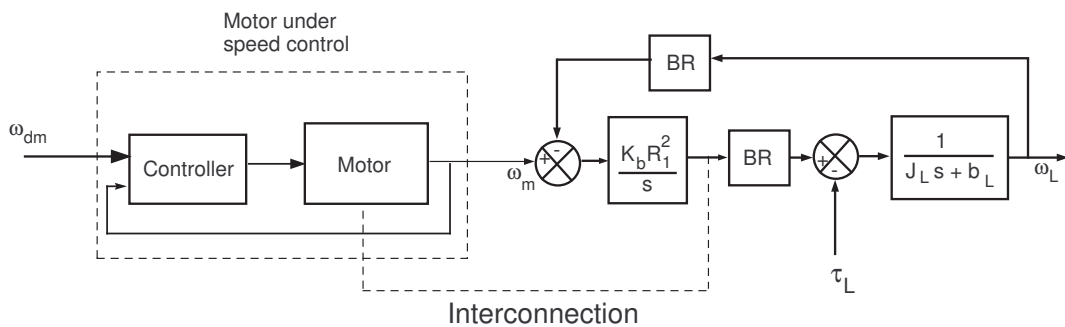 Motor under
speed control
BR
ω_dm
Controller
Motor
+
-
ω_m
K_b R_1^2
s
BR
+
-
1
J_L s + b_L
ω_L
-
τ_L
Interconnection